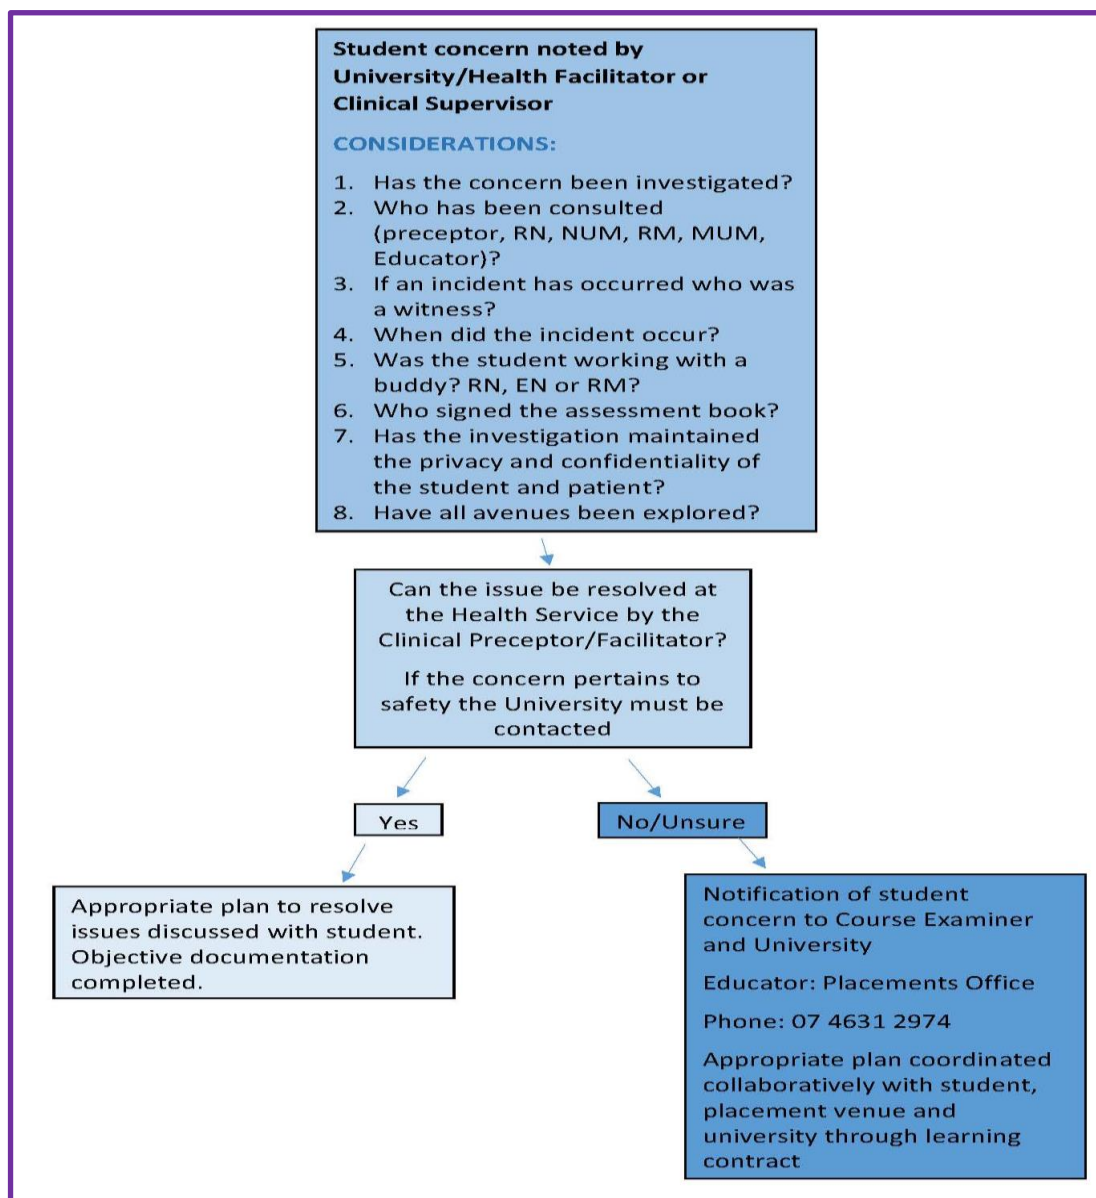 Student concern noted by
University/Health Facilitator or
Clinical Supervisor
CONSIDERATIONS:
1. Has the concern been investigated?
2. Who has been consulted
(preceptor, RN, NUM, RM, MUM,
Educator)?
3. If an incident has occurred who was
a witness?
4. When did the incident occur?
5. Was the student working with a
buddy? RN, EN or RM?
6. Who signed the assessment book?
7. Has the investigation maintained
the privacy and confidentiality of
the student and patient?
8. Have all avenues been explored?
Can the issue be resolved at
the Health Service by the
Clinical Preceptor/Facilitator?
If the concern pertains to
safety the University must be
contacted
Yes
No/Unsure
Appropriate plan to resolve
issues discussed with student.
Objective documentation
completed.
Notification of student
concern to Course Examiner
and University
Educator: Placements Office
Phone: 07 4631 2974
Appropriate plan coordinated
collaboratively with student,
placement venue and
university through learning
contract